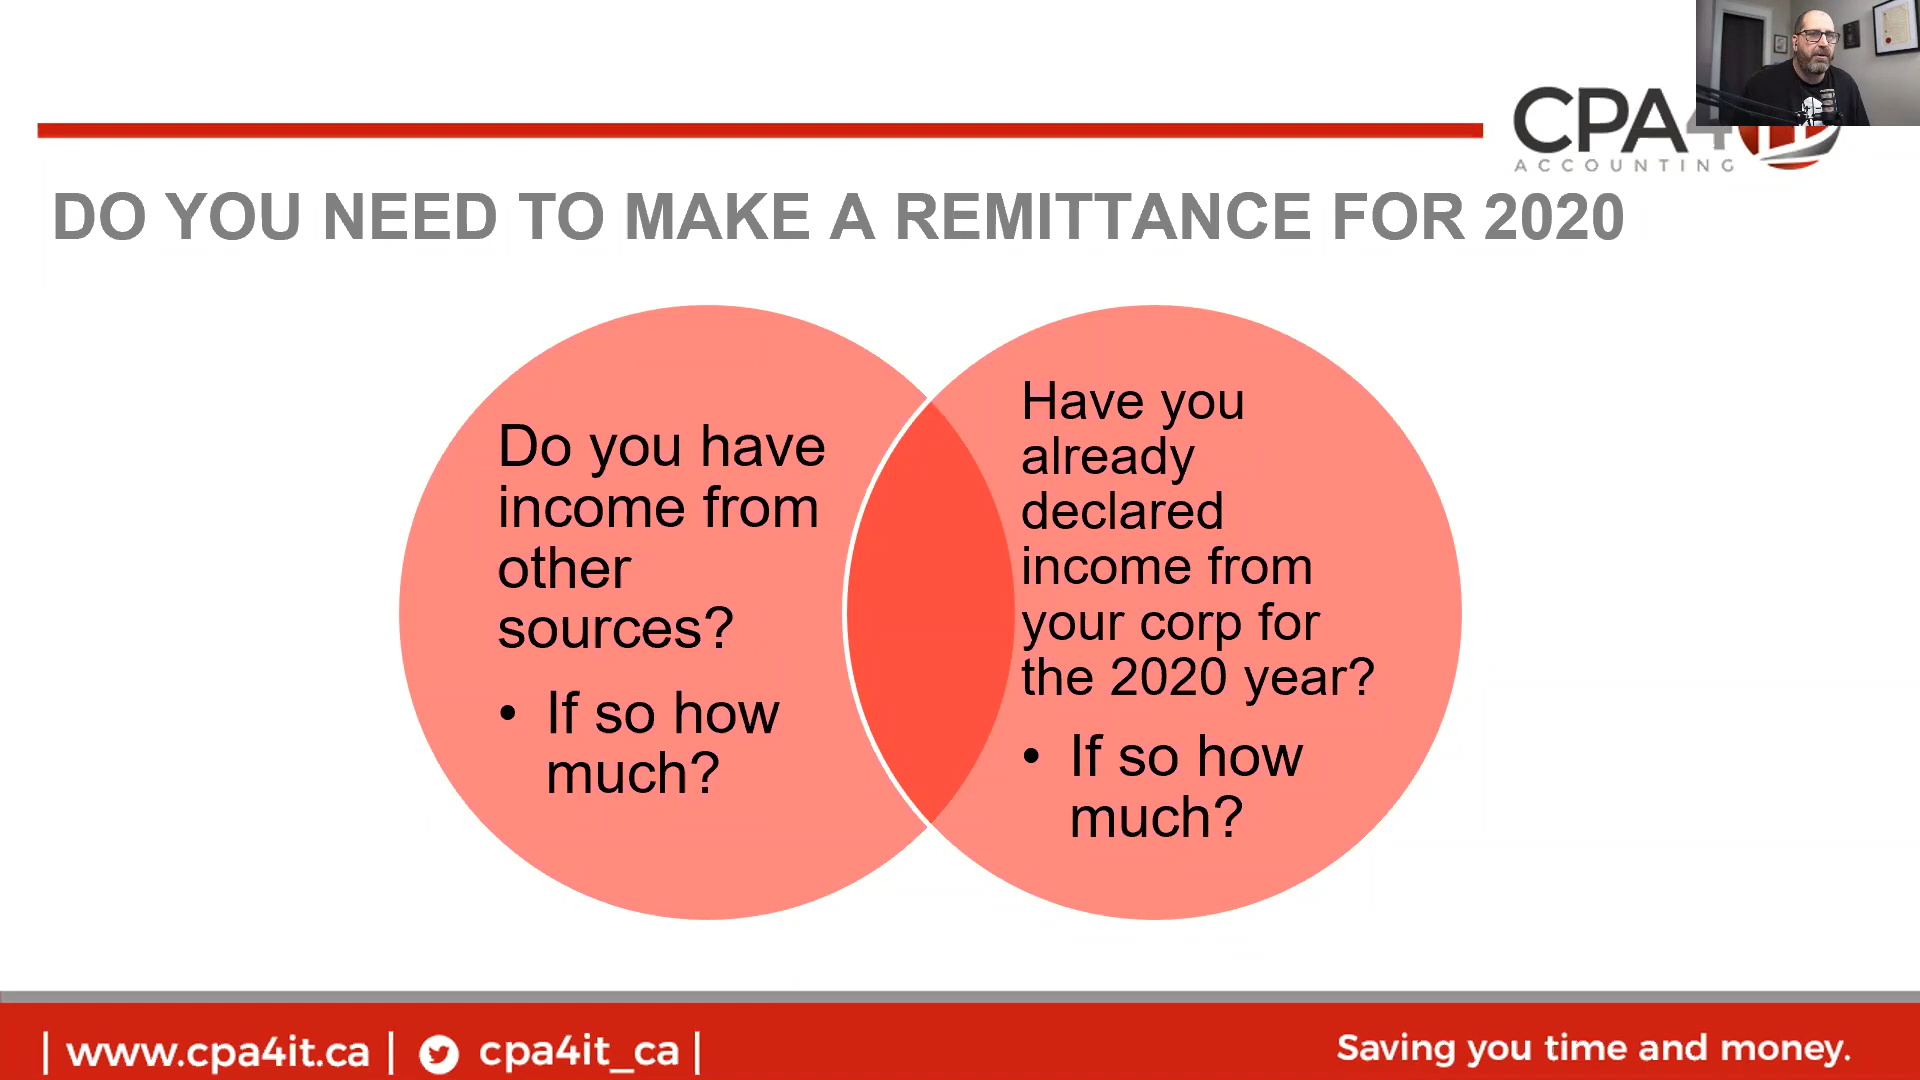 CPA4
ACCOUNTING
DO YOU NEED TO MAKE A REMITTANCE FOR 2020
Do you have
income from
other
sources?
• If so how
much?
Have you
already
declared
income from
your corp for
the 2020 year?
• If so how
much?
| www.cpa4it.ca | cpa4it_ca |
Saving you time and money.